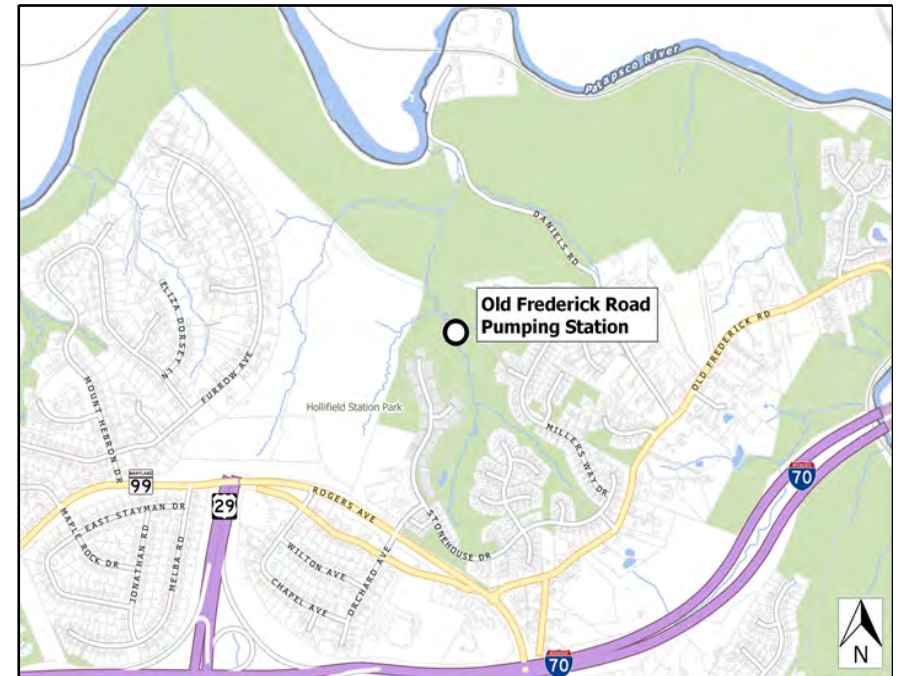 Patapsco River
DANIELS RD
Old Frederick Road
Pumping Station
ELIZA DORSEY LN
FURROW AVE
OLD FREDERICK RD
MOUNT HEBRON DR
Hollifield Station Park
MILLERS WAY DR
MARYLAND
99
29
70
ROGERS AVE
EAST STAYMAN DR
MAPLE ROCK DR
JONATHAN RD
MELBA RD
STONEHOUSE DR
WILTON AVE
CHAPEL AVE
ORCHARD AVE
70
N